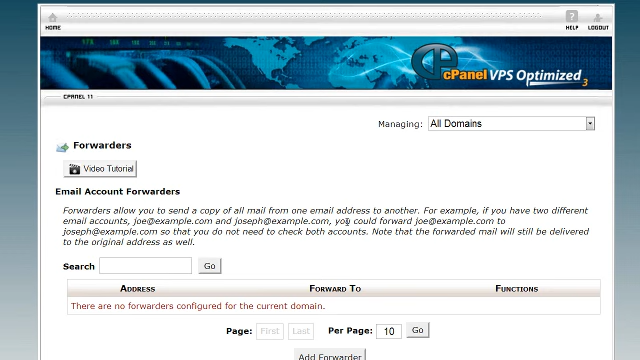 HOME
HELP
LOGOUT
cPanel VPS Optimized 3
CPANEL 11
Managing: All Domains
Forwarders
Video Tutorial
Email Account Forwarders
Forwarders allow you to send a copy of all mail from one email address to another. For example, if you have two different
email accounts, joe@example.com and joseph@example.com, you could forward joe@example.com to
joseph@example.com so that you do not need to check both accounts. Note that the forwarded mail will still be delivered
to the original address as well.
Search Go
ADDRESS FORWARD TO FUNCTIONS
There are no forwarders configured for the current domain.
Page: First Last Per Page: 10 Go
Add Forwarder